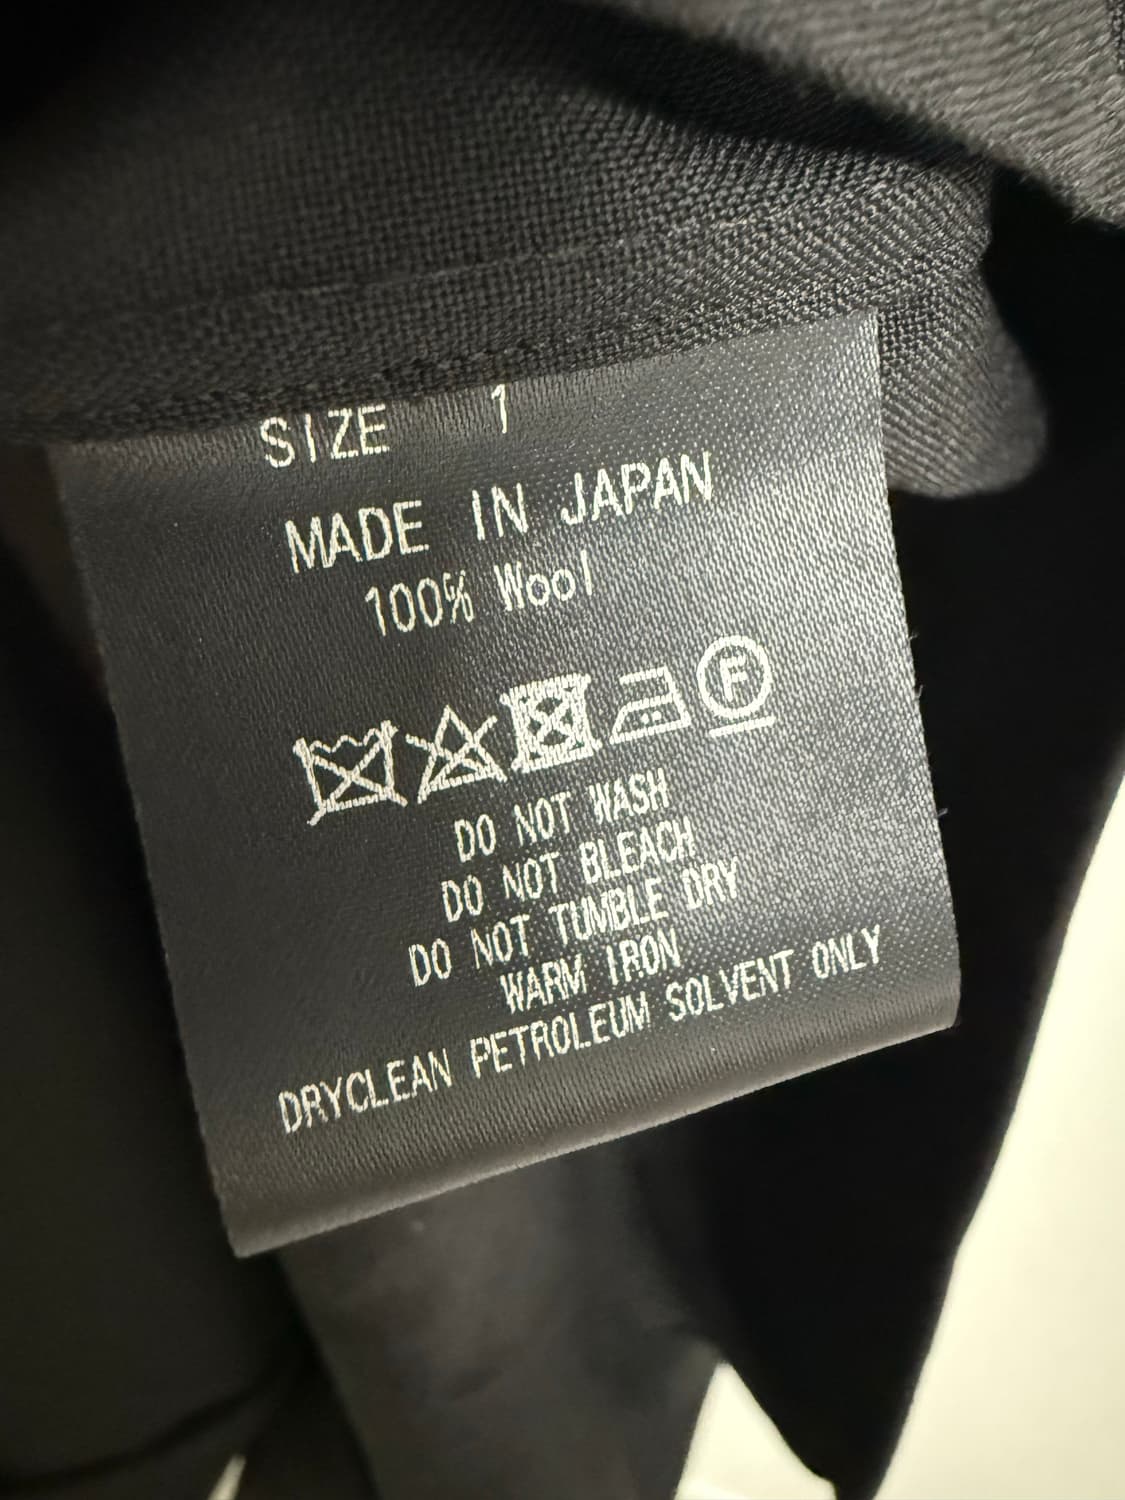 SIZE 1
MADE IN JAPAN
100% Wool
F
DO NOT WASH
DO NOT BLEACH
DO NOT TUMBLE DRY
WARM IRON
DRYCLEAN PETROLEUM SOLVENT ONLY